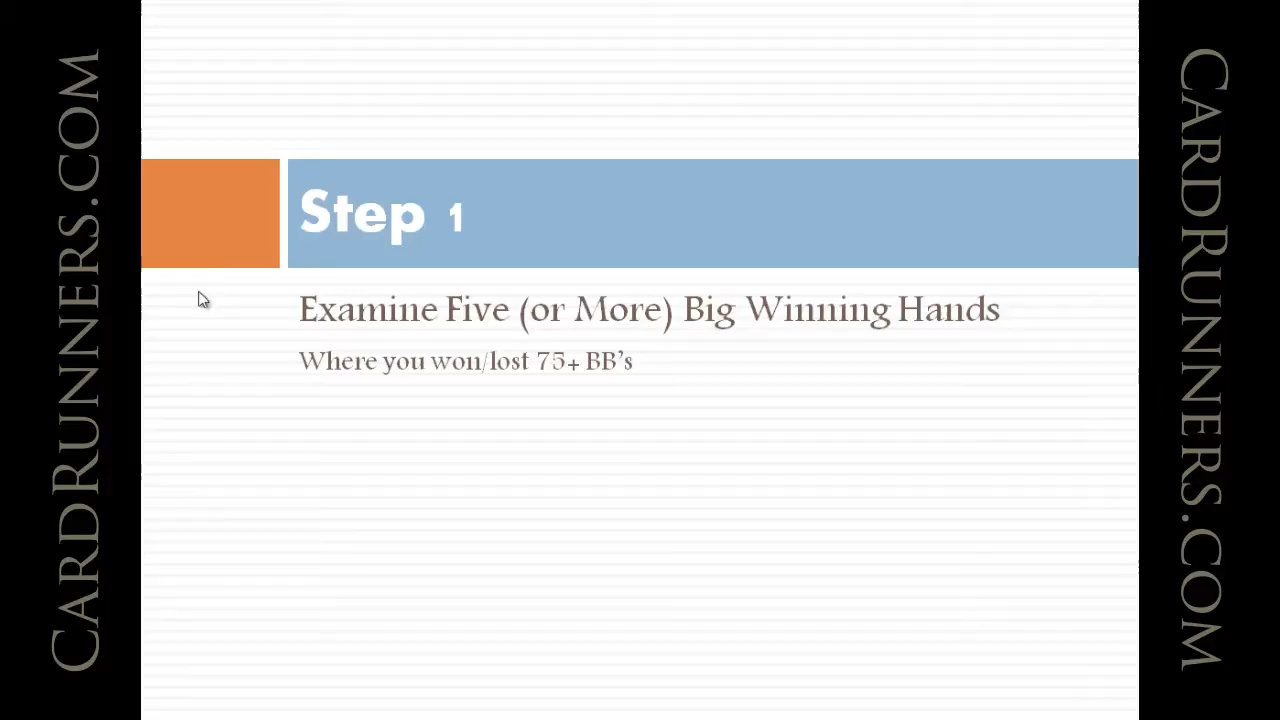 CARDRUNNERS.COM
Step 1
Examine Five (or More) Big Winning Hands
Where you won/lost 75+ BB's
CARDRUNNERS.COM